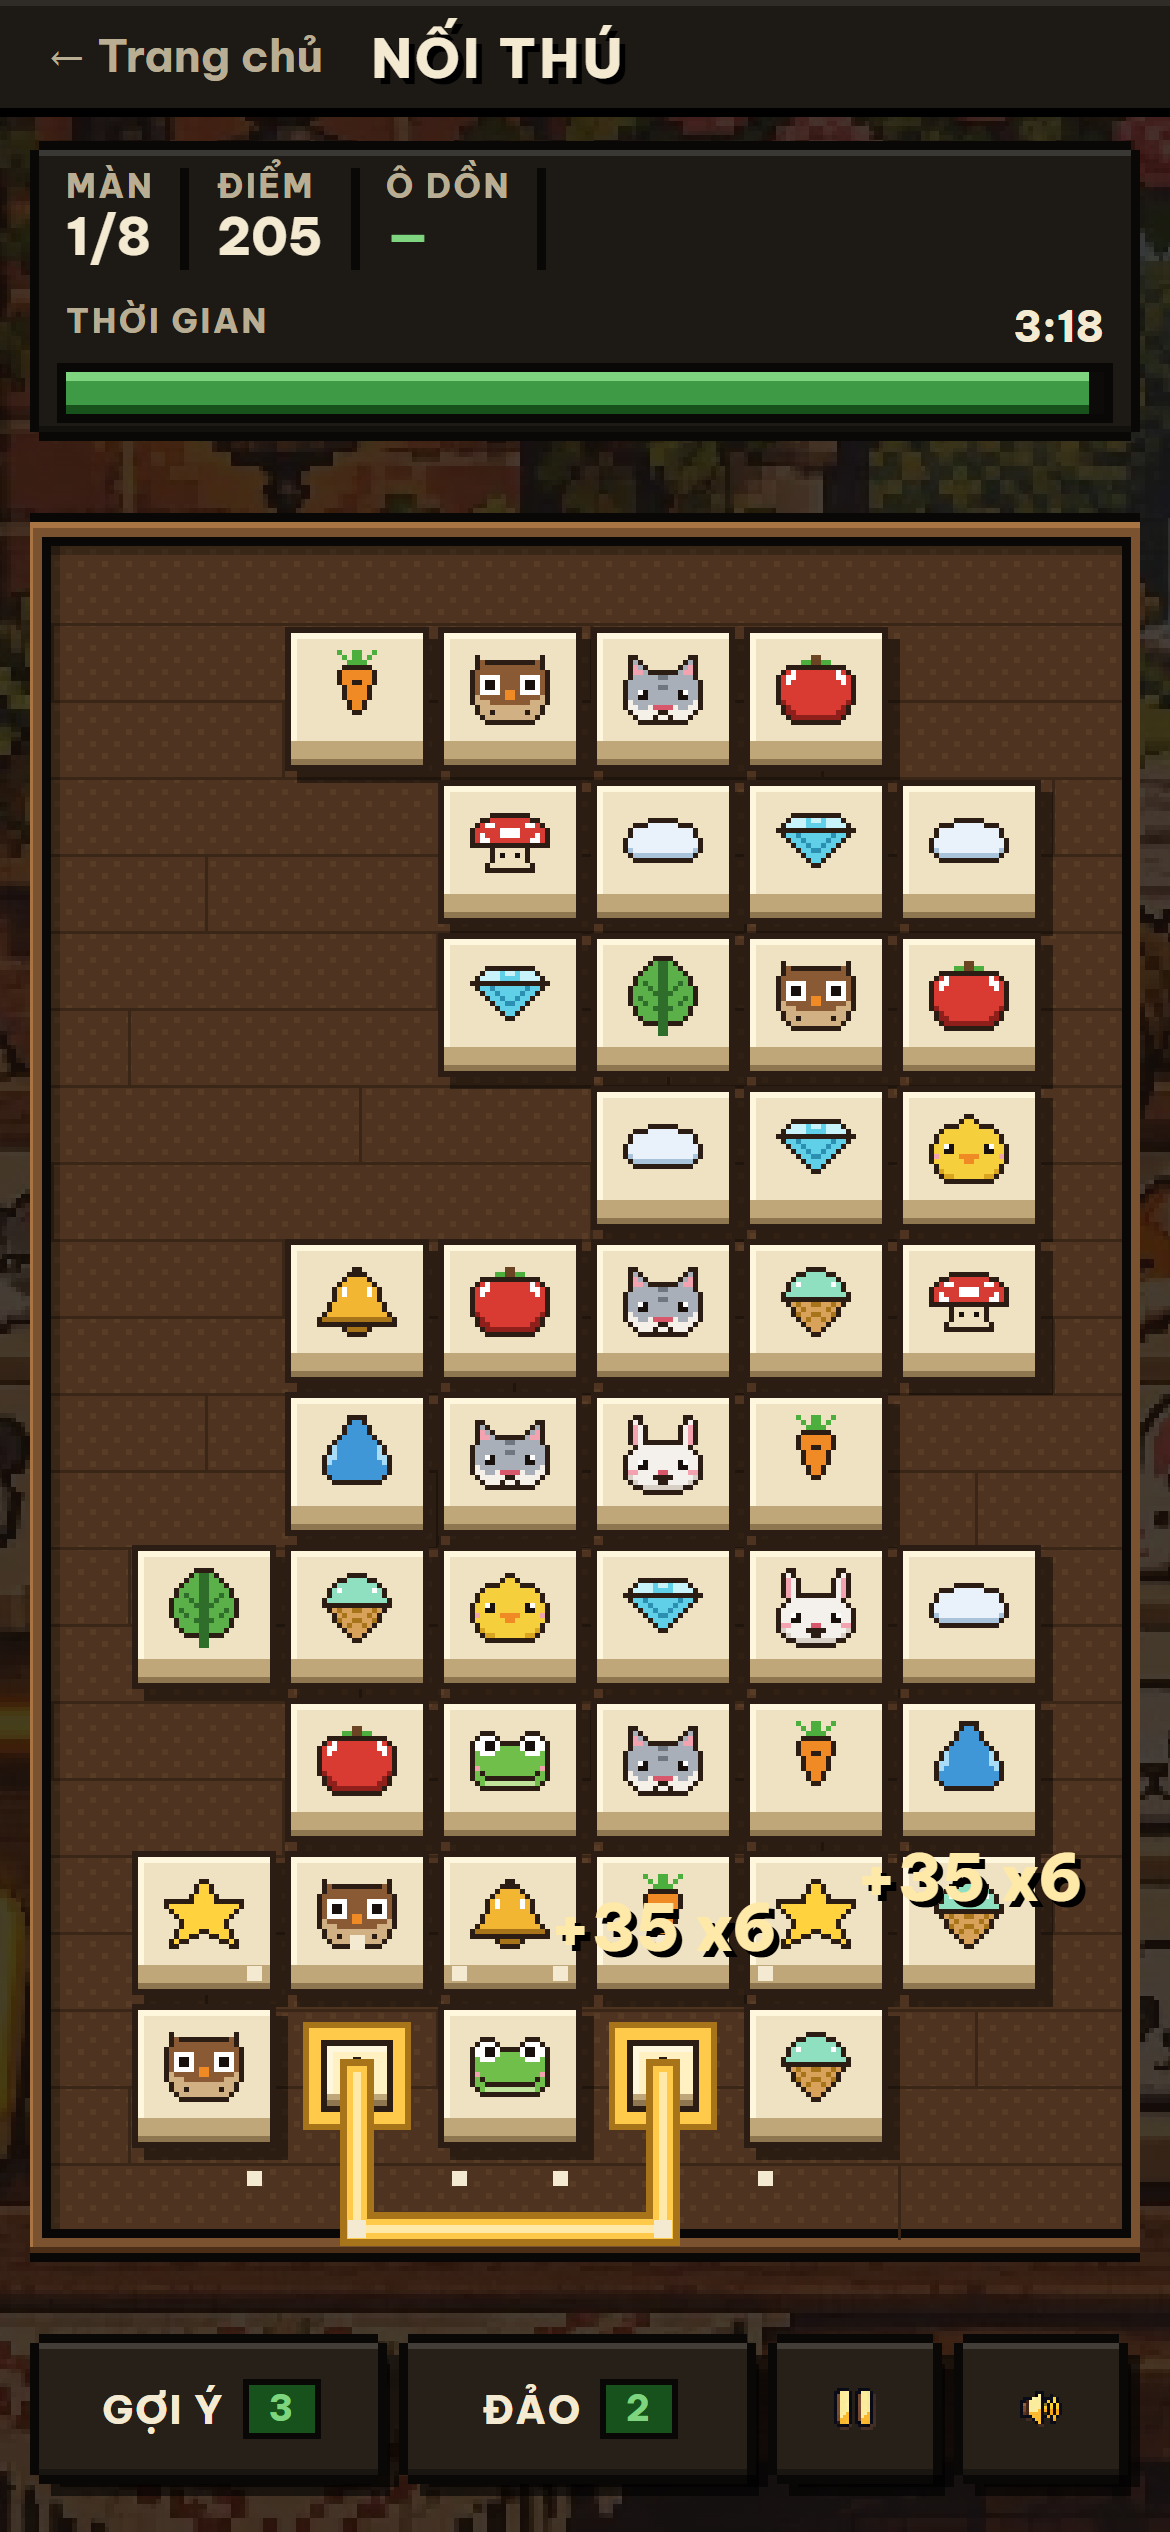 ← Trang chủ NỐI THÚ
MÀN ĐIỂM Ô DỒN
1/8 205 –
THỜI GIAN 3:18
+35 x6
+35 x6
GỢI Ý 3 ĐẢO 2